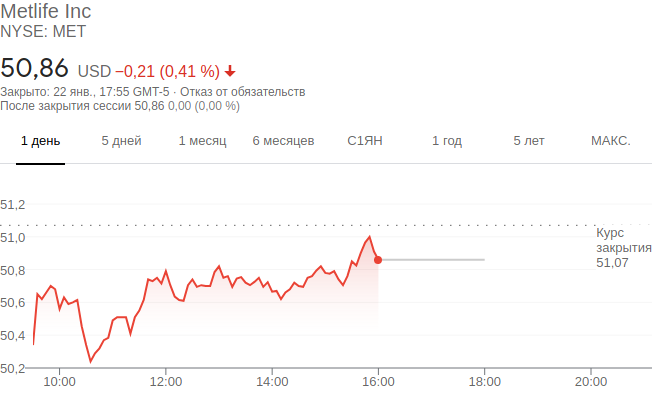 Metlife Inc
NYSE: MET
50,86 USD −0,21 (0,41 %)
Закрыто: 22 янв., 17:55 GMT-5 · Отказ от обязательств
После закрытия сессии 50,86 0,00 (0,00 %)
1 день 5 дней 1 месяц 6 месяцев С1ЯН 1 год 5 лет МАКС.
51,2
51,0
50,8
50,6
50,4
50,2
Курс
закрытия
51,07
10:00 12:00 14:00 16:00 18:00 20:00